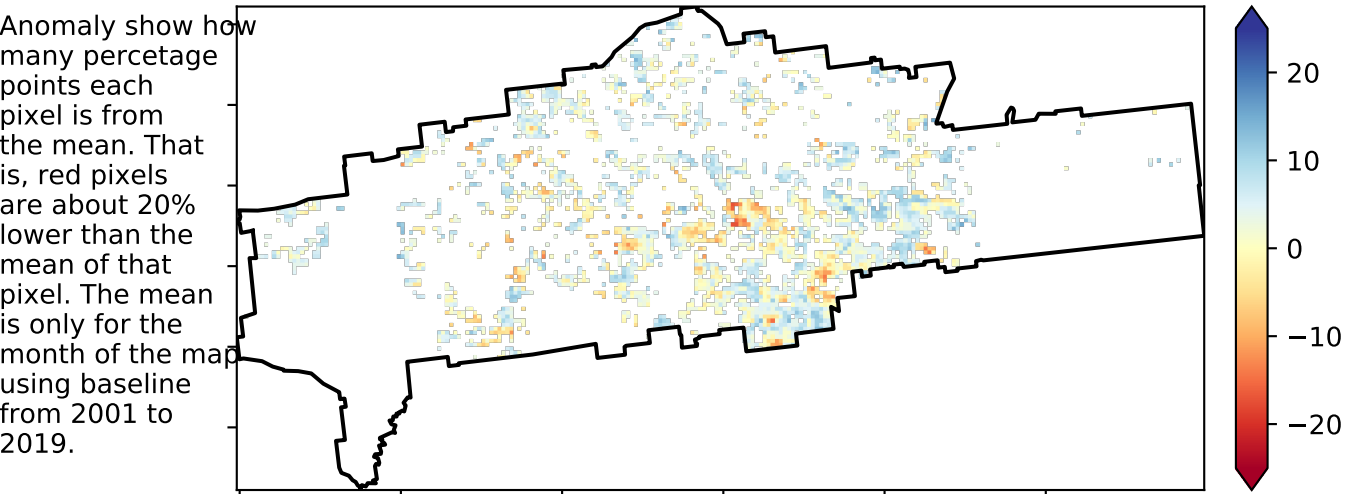 Anomaly show how
many percetage
points each
pixel is from
the mean. That
is, red pixels
are about 20%
lower than the
mean of that
pixel. The mean
is only for the
month of the map
using baseline
from 2001 to
2019.
20
10
0
−10
−20